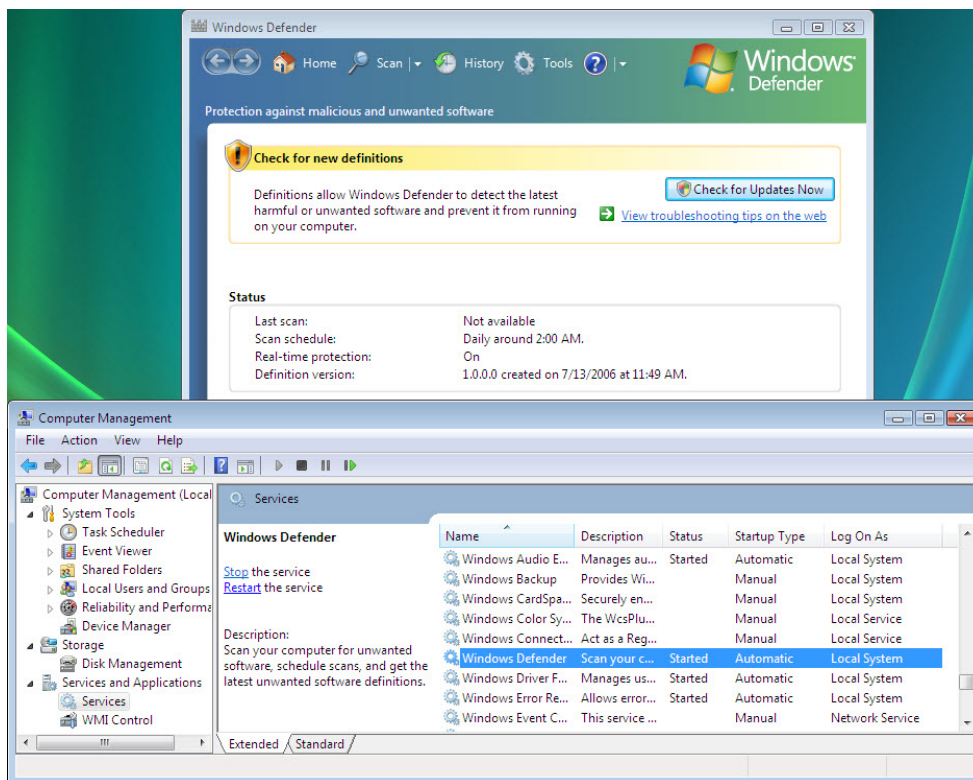 Windows Defender
Home Scan History Tools
Windows
Defender
Protection against malicious and unwanted software
Check for new definitions
Definitions allow Windows Defender to detect the latest
harmful or unwanted software and prevent it from running
on your computer.
Check for Updates Now
View troubleshooting tips on the web
Status
Last scan: Not available
Scan schedule: Daily around 2:00 AM.
Real-time protection: On
Definition version: 1.0.0.0 created on 7/13/2006 at 11:49 AM.
Computer Management
File Action View Help
Computer Management (Local
System Tools
Task Scheduler
Event Viewer
Shared Folders
Local Users and Groups
Reliability and Performa
Device Manager
Storage
Disk Management
Services and Applications
Services
WMI Control
Services
Windows Defender
Stop the service
Restart the service
Description:
Scan your computer for unwanted
software, schedule scans, and get the
latest unwanted software definitions.
Name Description Status Startup Type Log On As
Windows Audio E... Manages au... Started Automatic Local System
Windows Backup Provides Wi... Manual Local System
Windows CardSpa... Securely en... Manual Local System
Windows Color Sy... The WcsPlu... Manual Local Service
Windows Connect... Act as a Reg... Manual Local Service
Windows Defender Scan your c... Started Automatic Local System
Windows Driver F... Manages us... Started Automatic Local System
Windows Error Re... Allows error... Started Automatic Local System
Windows Event C... This service ... Manual Network Service
Extended Standard